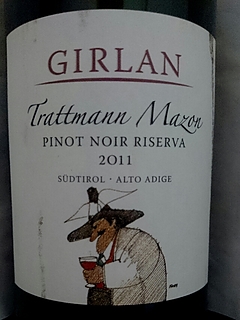 GIRLAN
Trattmann Mazon
PINOT NOIR RISERVA
2011
SÜDTIROL · ALTO ADIGE